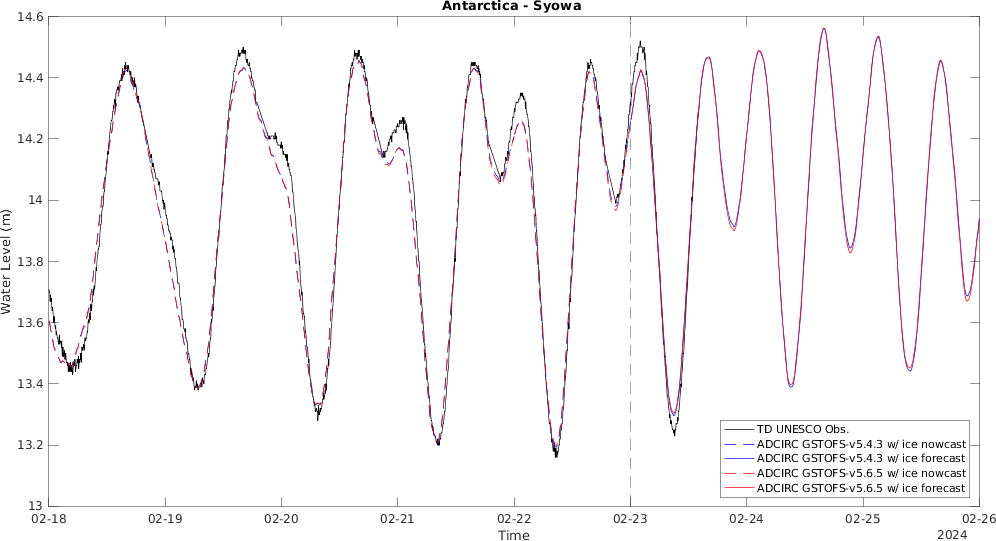 Antarctica - Syowa
Water Level (m)
14.6
14.4
14.2
14
13.8
13.6
13.4
13.2
13
02-18
02-19
02-20
02-21
02-22
02-23
02-24
02-25
02-26
Time
2024
TD UNESCO Obs.
ADCIRC GSTOFS-v5.4.3 w/ ice nowcast
ADCIRC GSTOFS-v5.4.3 w/ ice forecast
ADCIRC GSTOFS-v5.6.5 w/ ice nowcast
ADCIRC GSTOFS-v5.6.5 w/ ice forecast